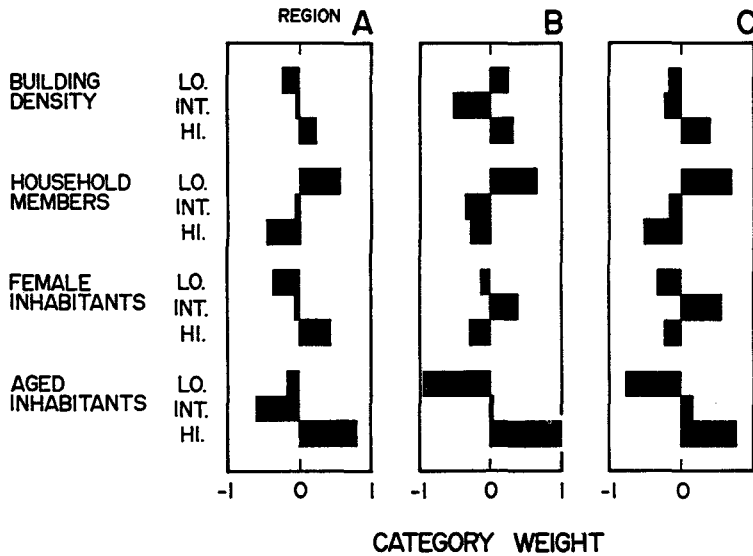 REGION A B C
BUILDING DENSITY
LO.
INT.
HI.
HOUSEHOLD MEMBERS
LO.
INT.
HI.
FEMALE INHABITANTS
LO.
INT.
HI.
AGED INHABITANTS
LO.
INT.
HI.
-1 0 1 -1 0 1 -1 0 1
CATEGORY WEIGHT